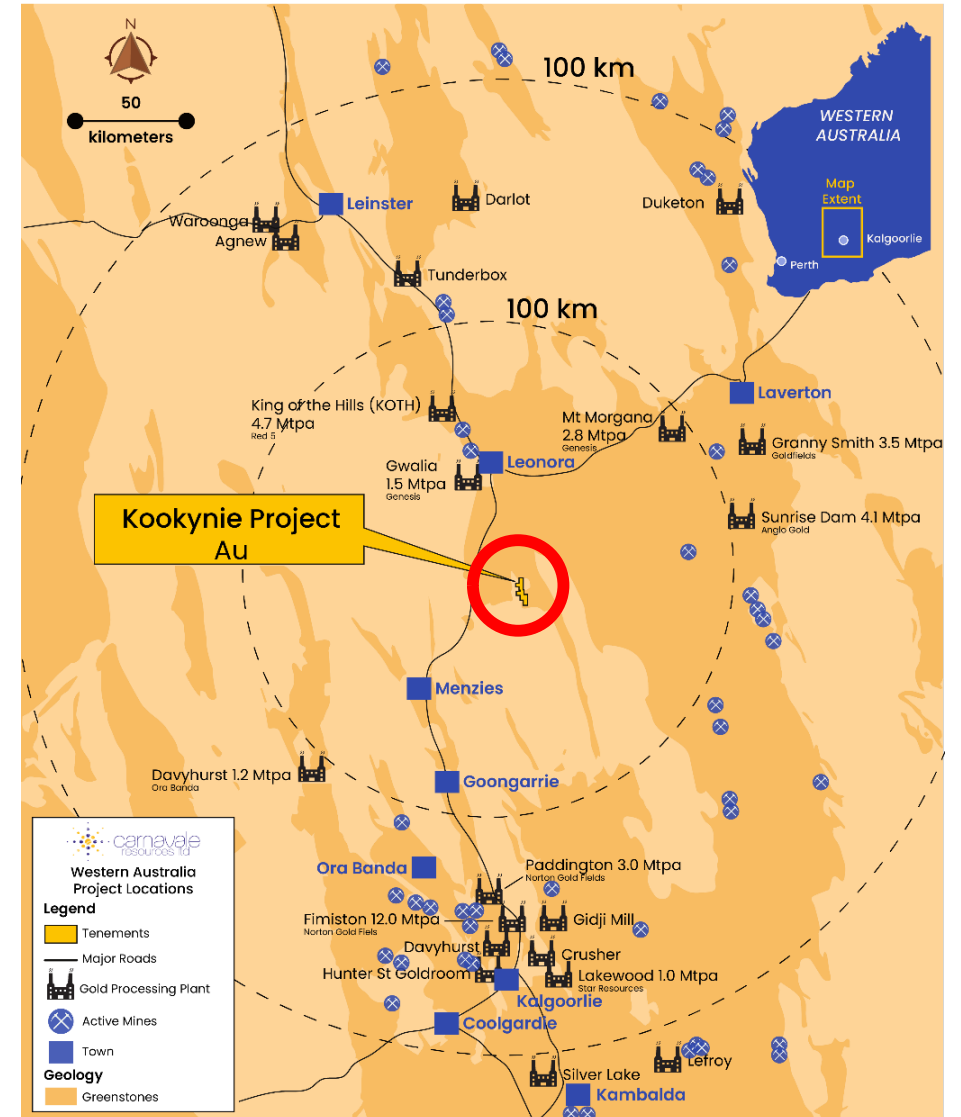 N
50
kilometers
100 km
WESTERN
AUSTRALIA
Map
Extent
Kalgoorlie
Perth
Leinster
Darlot
Duketon
Waroonga
Agnew
Tunderbox
100 km
Laverton
King of the Hills (KOTH)
4.7 Mtpa
Red 5
Mt Morgana
2.8 Mtpa
Genesis
Granny Smith 3.5 Mtpa
Goldfields
Gwalia
1.5 Mtpa
Genesis
Leonora
Kookynie Project
Au
Sunrise Dam 4.1 Mtpa
Anglo Gold
Menzies
Davyhurst 1.2 Mtpa
Ora Banda
Goongarrie
Ora Banda
Paddington 3.0 Mtpa
Norton Gold Fields
Fimiston 12.0 Mtpa
Norton Gold Fiels
Gidji Mill
Davyhurst
Crusher
Hunter St Goldroom
Lakewood 1.0 Mtpa
Star Resources
Kalgoorlie
Coolgardie
Silver Lake
Lefroy
Kambalda
carnavale
resources ltd
Western Australia
Project Locations
Legend
Tenements
Major Roads
Gold Processing Plant
Active Mines
Town
Geology
Greenstones